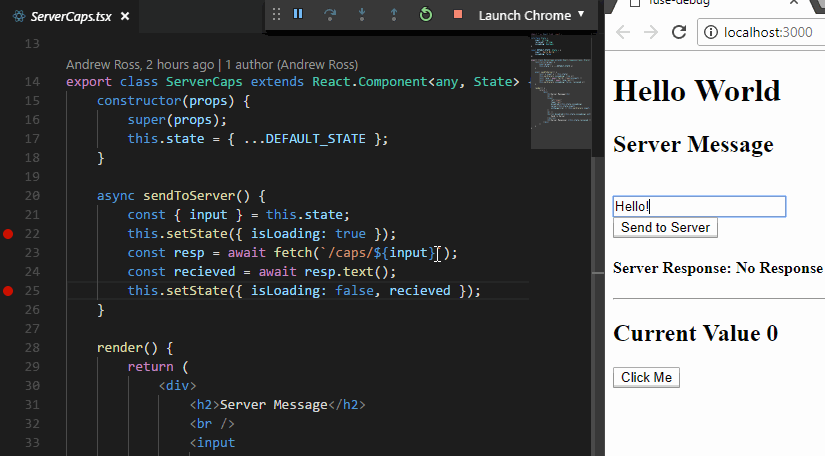 ServerCaps.tsx ×
Launch Chrome ▼
fuse-debug
localhost:3000
13
Andrew Ross, 2 hours ago | 1 author (Andrew Ross)
14 export class ServerCaps extends React.Component<any, State> {
15 constructor(props) {
16 super(props);
17 this.state = { ...DEFAULT_STATE };
18 }
19
20 async sendToServer() {
21 const { input } = this.state;
22 this.setState({ isLoading: true });
23 const resp = await fetch(`/caps/${input}`);
24 const recieved = await resp.text();
25 this.setState({ isLoading: false, recieved });
26 }
27
28 render() {
29 return (
30 <div>
31 <h2>Server Message</h2>
32 <br />
33 <input
Hello World
Server Message
Hello!
Send to Server
Server Response: No Response
Current Value 0
Click Me